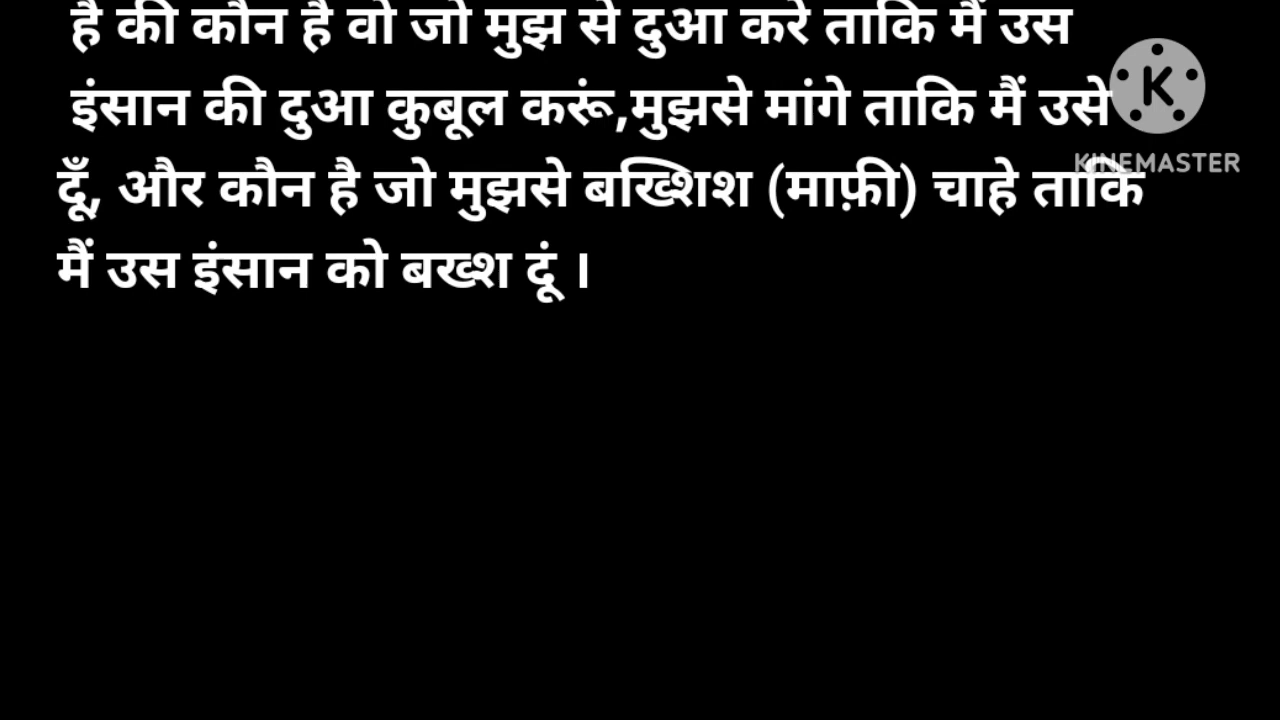 है की कौन है वो जो मुझ से दुआ करे ताकि मैं उस
इंसान की दुआ कुबूल करूं,मुझसे मांगे ताकि मैं उसे
दूँ, और कौन है जो मुझसे बख्शिश (माफ़ी) चाहे ताकि
मैं उस इंसान को बख्श दूं ।
K
KINEMASTER